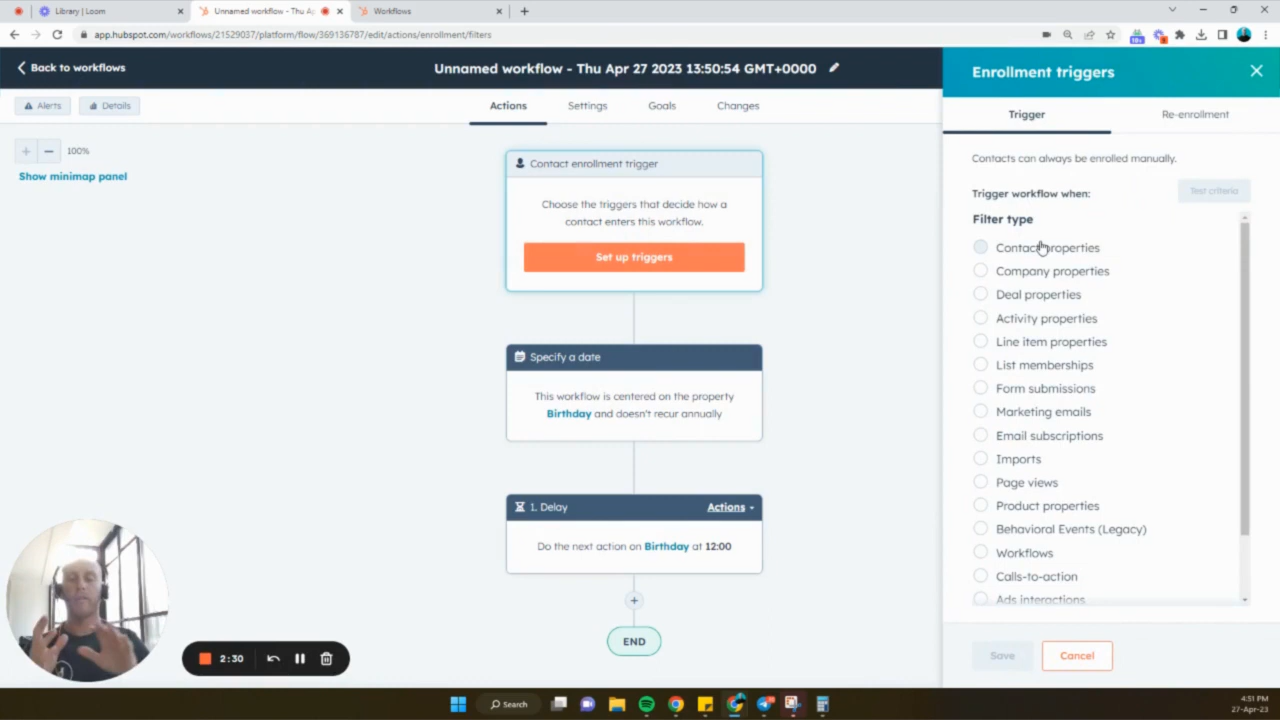 Library | Loom
Unnamed workflow - Thu Ap
Workflows
app.hubspot.com/workflows/21529037/platform/flow/369136787/edit/actions/enrollment/filters
Back to workflows
Unnamed workflow - Thu Apr 27 2023 13:50:54 GMT+0000
Alerts
Details
Actions
Settings
Goals
Changes
100%
Show minimap panel
Contact enrollment trigger
Choose the triggers that decide how a
contact enters this workflow.
Set up triggers
Specify a date
This workflow is centered on the property
Birthday and doesn't recur annually
1. Delay
Actions
Do the next action on Birthday at 12:00
END
Enrollment triggers
Trigger
Re-enrollment
Contacts can always be enrolled manually.
Trigger workflow when:
Test criteria
Filter type
Contact properties
Company properties
Deal properties
Activity properties
Line item properties
List memberships
Form submissions
Marketing emails
Email subscriptions
Imports
Page views
Product properties
Behavioral Events (Legacy)
Workflows
Calls-to-action
Ads interactions
Save
Cancel
2:30
Search
4:51 PM
27-Apr-23